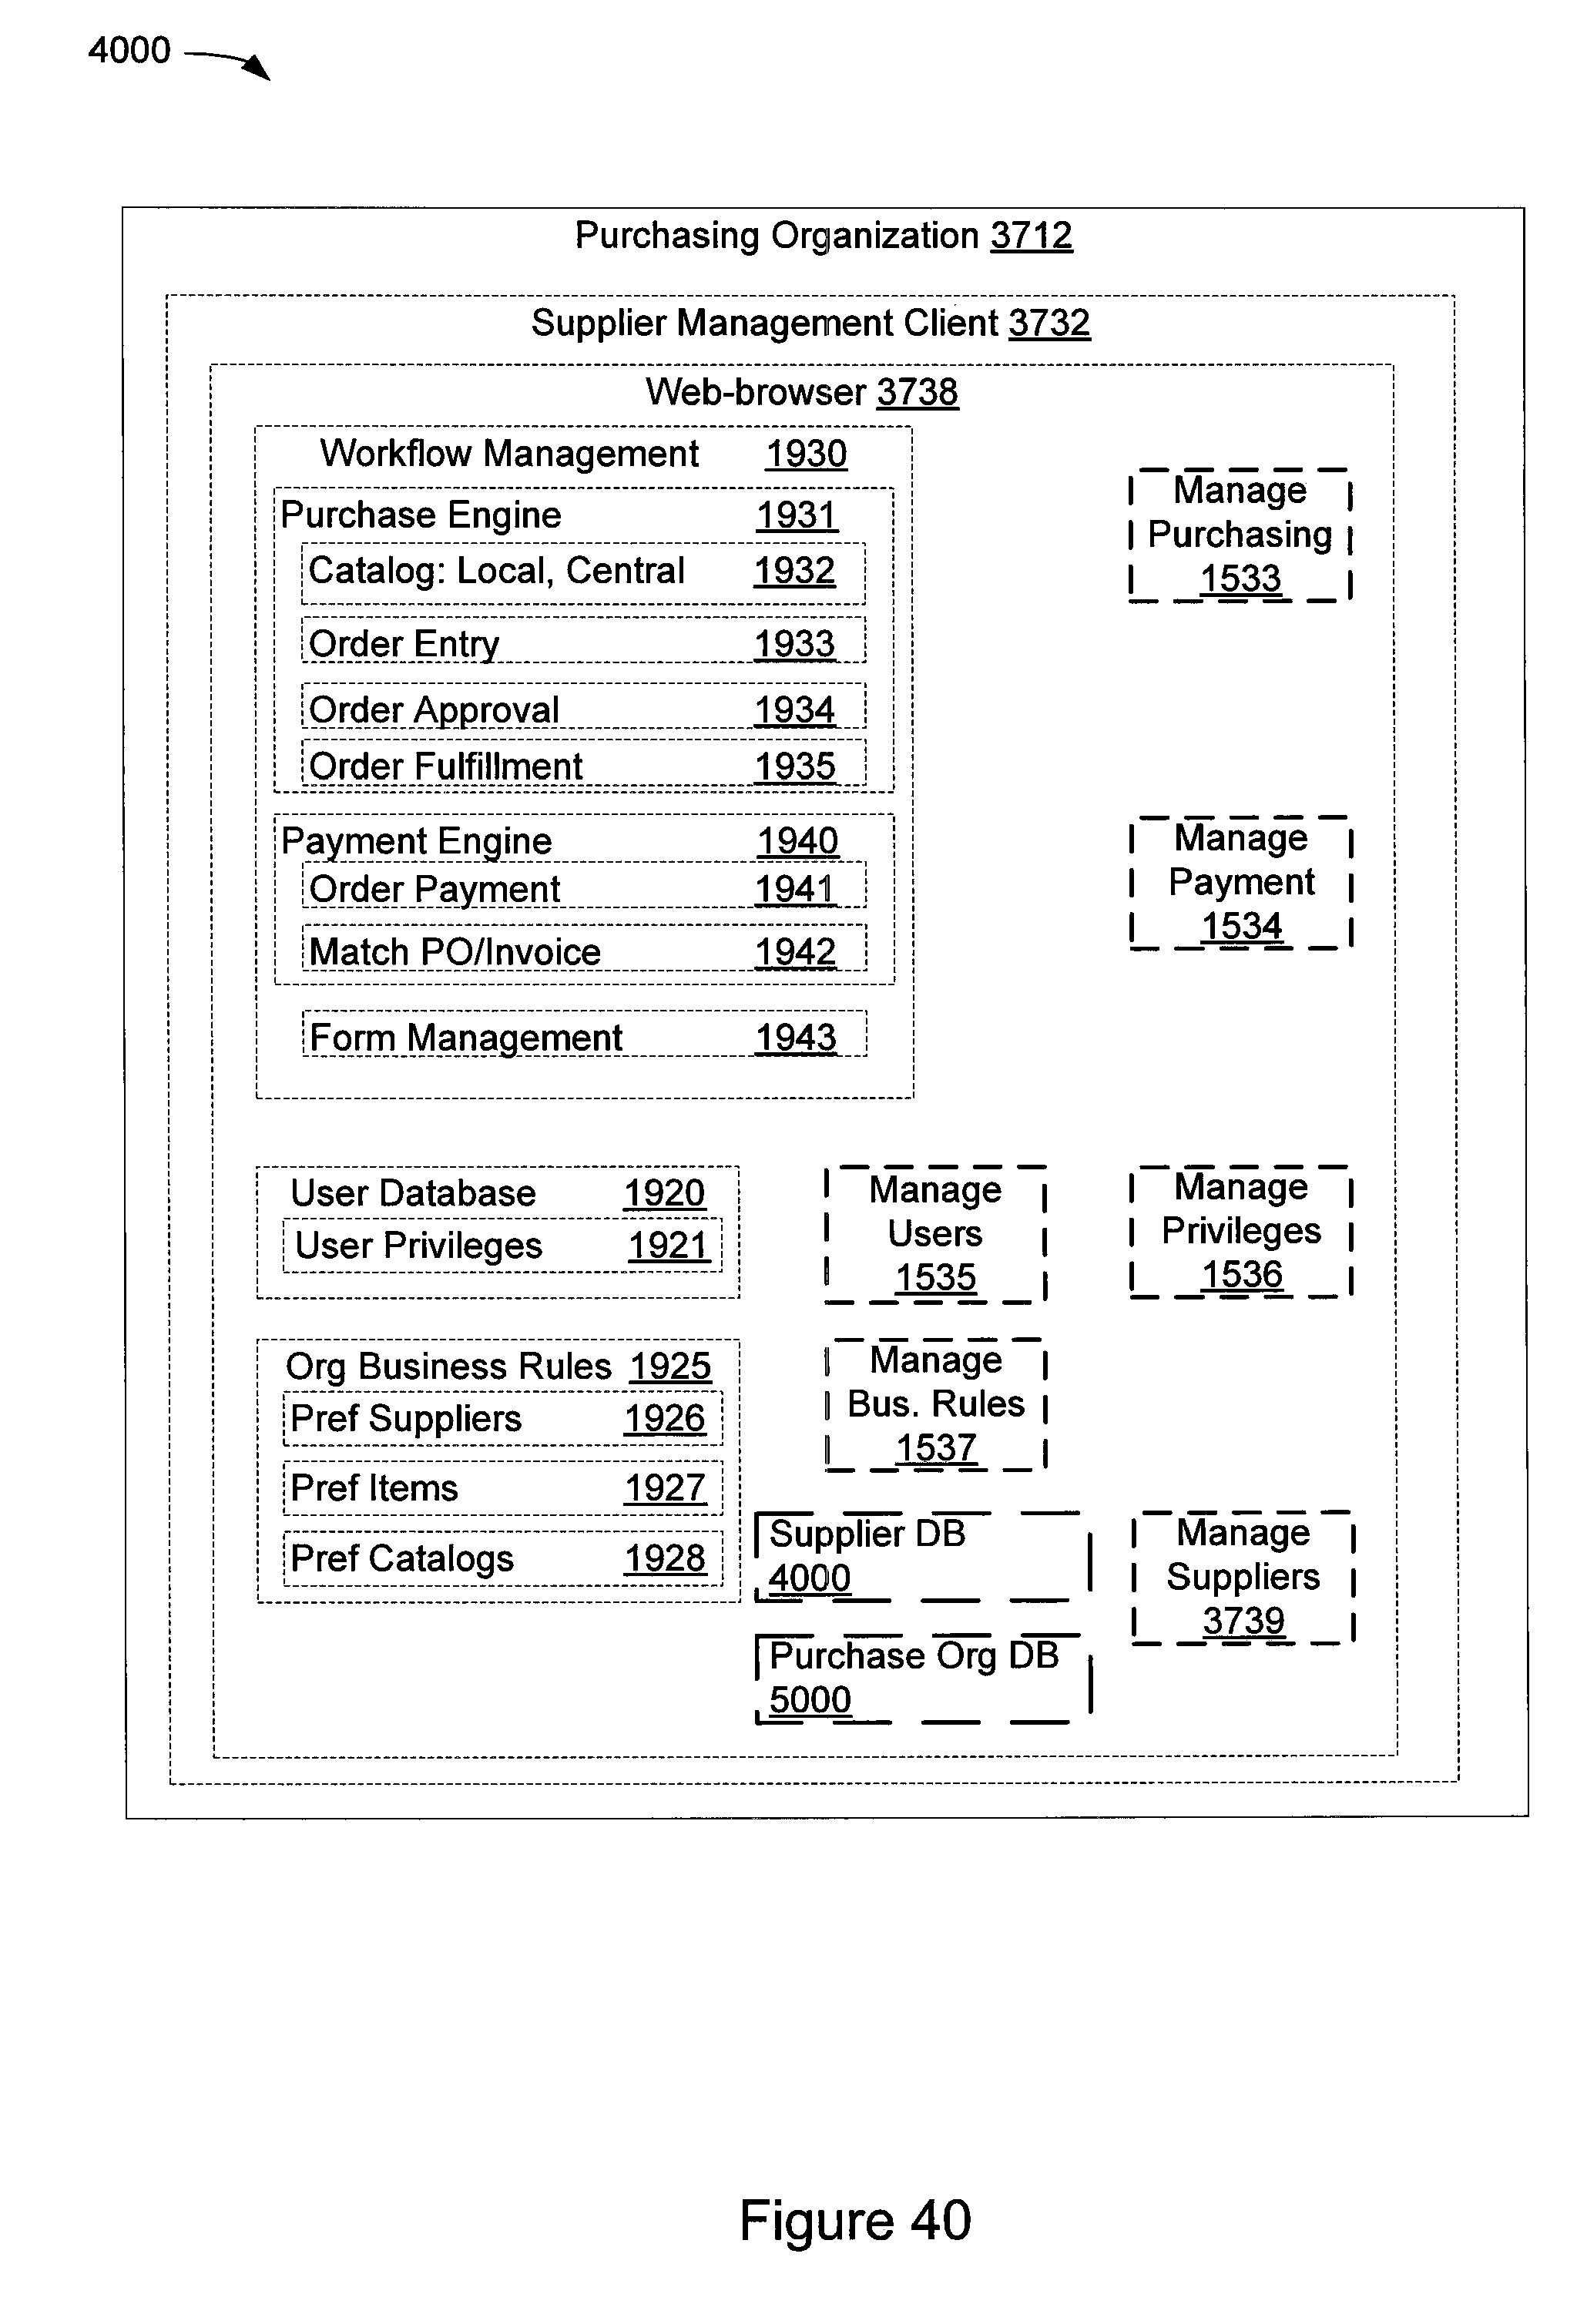 4000
Purchasing Organization 3712
Supplier Management Client 3732
Web-browser 3738
Workflow Management 1930
Purchase Engine 1931
Catalog: Local, Central 1932
Order Entry 1933
Order Approval 1934
Order Fulfillment 1935
Payment Engine 1940
Order Payment 1941
Match PO/Invoice 1942
Form Management 1943
Manage
Purchasing
1533
Manage
Payment
1534
User Database 1920
User Privileges 1921
Manage
Users
1535
Manage
Privileges
1536
Org Business Rules 1925
Pref Suppliers 1926
Pref Items 1927
Pref Catalogs 1928
Manage
Bus. Rules
1537
Supplier DB
4000
Purchase Org DB
5000
Manage
Suppliers
3739
Figure 40